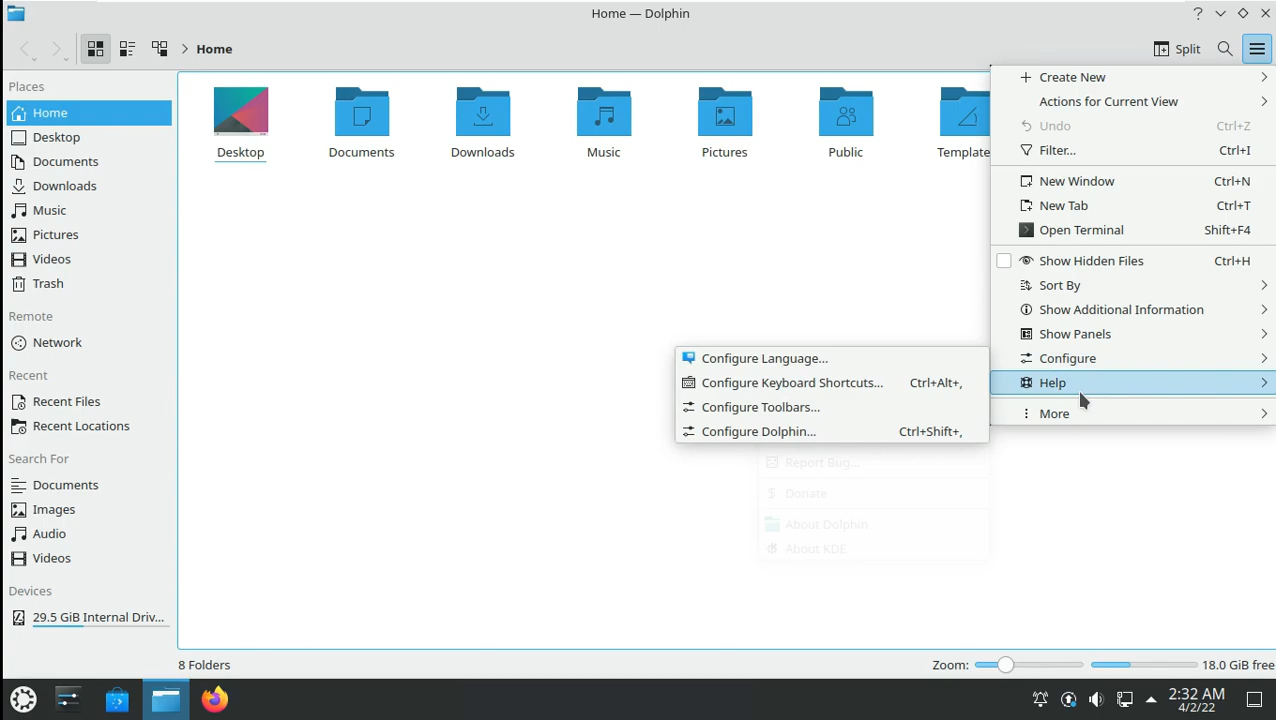 Home — Dolphin
?
Home
Split
Places
Home
Desktop
Documents
Downloads
Music
Pictures
Videos
Trash
Remote
Network
Recent
Recent Files
Recent Locations
Search For
Documents
Images
Audio
Videos
Devices
29.5 GiB Internal Driv...
Desktop
Documents
Downloads
Music
Pictures
Public
Template
Create New
Actions for Current View
Undo Ctrl+Z
Filter... Ctrl+I
New Window Ctrl+N
New Tab Ctrl+T
Open Terminal Shift+F4
Show Hidden Files Ctrl+H
Sort By
Show Additional Information
Show Panels
Configure
Help
More
Configure Language...
Configure Keyboard Shortcuts... Ctrl+Alt+,
Configure Toolbars...
Configure Dolphin... Ctrl+Shift+,
Report Bug...
$ Donate
About Dolphin
About KDE
8 Folders
Zoom:
18.0 GiB free
2:32 AM
4/2/22